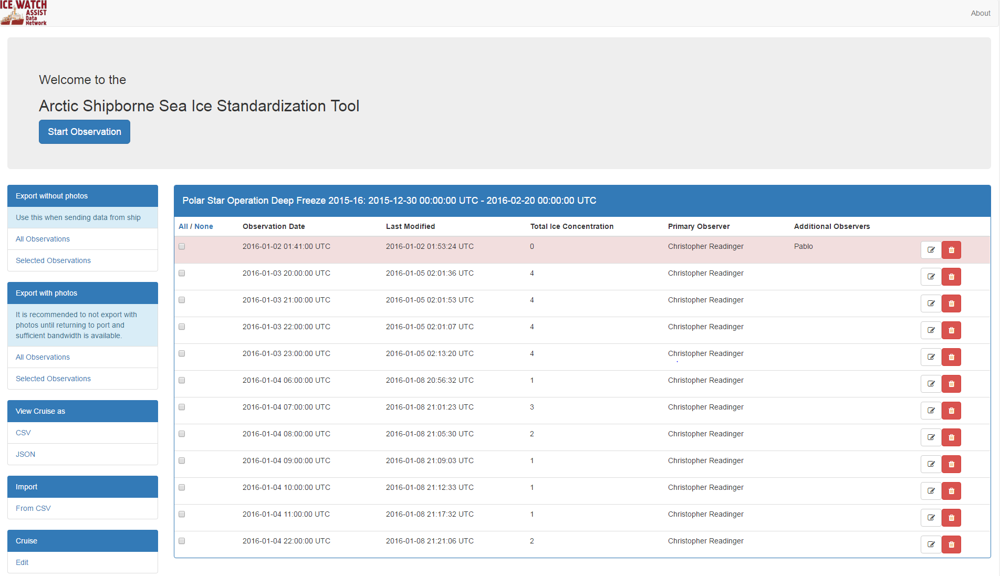 ICE WATCH
ASSIST
Data
Network
About
Welcome to the
Arctic Shipborne Sea Ice Standardization Tool
Start Observation
Export without photos
Use this when sending data from ship
All Observations
Selected Observations
Export with photos
It is recommended to not export with
photos until returning to port and
sufficient bandwidth is available.
All Observations
Selected Observations
View Cruise as
CSV
JSON
Import
From CSV
Cruise
Edit
Polar Star Operation Deep Freeze 2015-16: 2015-12-30 00:00:00 UTC - 2016-02-20 00:00:00 UTC
All / None Observation Date Last Modified Total Ice Concentration Primary Observer Additional Observers
2016-01-02 01:41:00 UTC 2016-01-02 01:53:24 UTC 0 Christopher Readinger Pablo
2016-01-03 20:00:00 UTC 2016-01-05 02:01:36 UTC 4 Christopher Readinger
2016-01-03 21:00:00 UTC 2016-01-05 02:01:53 UTC 4 Christopher Readinger
2016-01-03 22:00:00 UTC 2016-01-05 02:01:07 UTC 4 Christopher Readinger
2016-01-03 23:00:00 UTC 2016-01-05 02:13:20 UTC 4 Christopher Readinger
2016-01-04 06:00:00 UTC 2016-01-08 20:56:32 UTC 1 Christopher Readinger
2016-01-04 07:00:00 UTC 2016-01-08 21:01:23 UTC 3 Christopher Readinger
2016-01-04 08:00:00 UTC 2016-01-08 21:05:30 UTC 2 Christopher Readinger
2016-01-04 09:00:00 UTC 2016-01-08 21:09:03 UTC 1 Christopher Readinger
2016-01-04 10:00:00 UTC 2016-01-08 21:12:33 UTC 1 Christopher Readinger
2016-01-04 11:00:00 UTC 2016-01-08 21:17:32 UTC 1 Christopher Readinger
2016-01-04 22:00:00 UTC 2016-01-08 21:21:06 UTC 2 Christopher Readinger